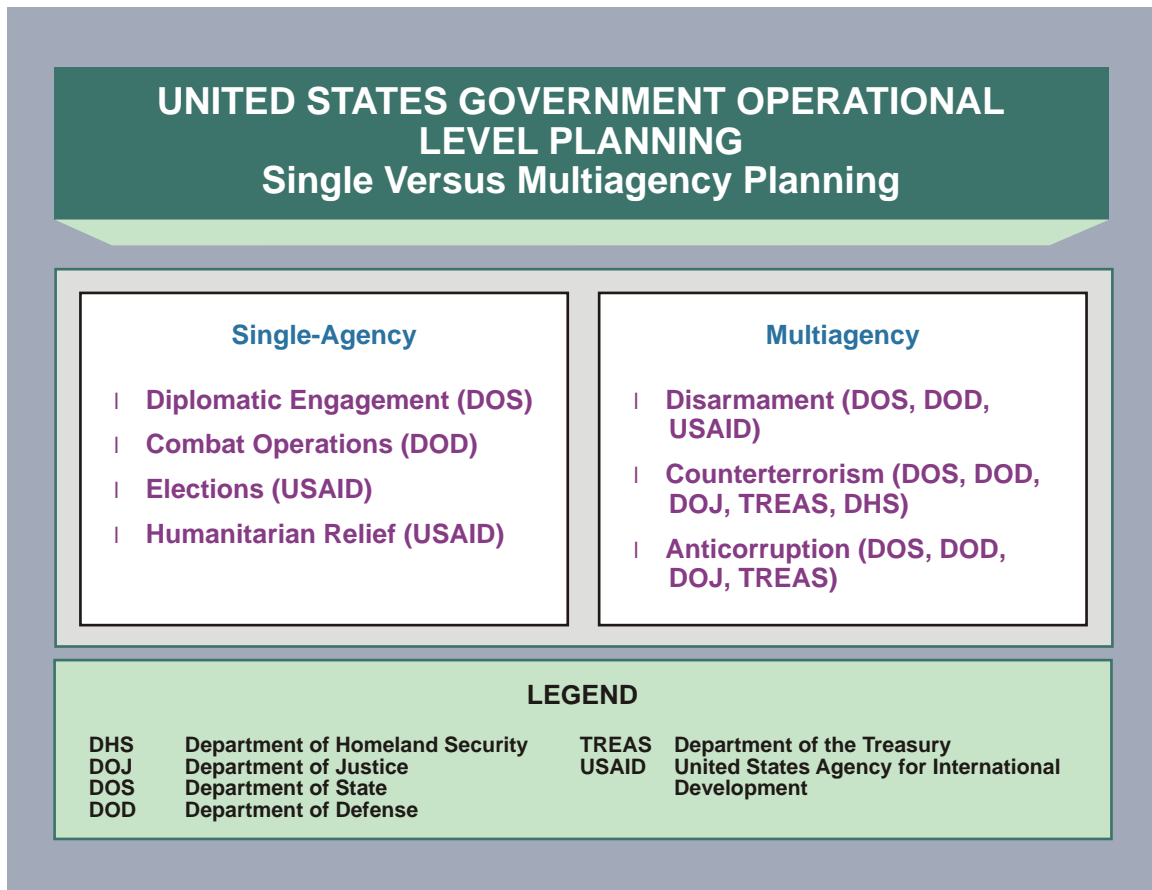 UNITED STATES GOVERNMENT OPERATIONAL
LEVEL PLANNING
Single Versus Multiagency Planning
Single-Agency
l Diplomatic Engagement (DOS)
l Combat Operations (DOD)
l Elections (USAID)
l Humanitarian Relief (USAID)
Multiagency
l Disarmament (DOS, DOD,
USAID)
l Counterterrorism (DOS, DOD,
DOJ, TREAS, DHS)
l Anticorruption (DOS, DOD,
DOJ, TREAS)
LEGEND
DHS Department of Homeland Security
DOJ Department of Justice
DOS Department of State
DOD Department of Defense
TREAS Department of the Treasury
USAID United States Agency for International
Development